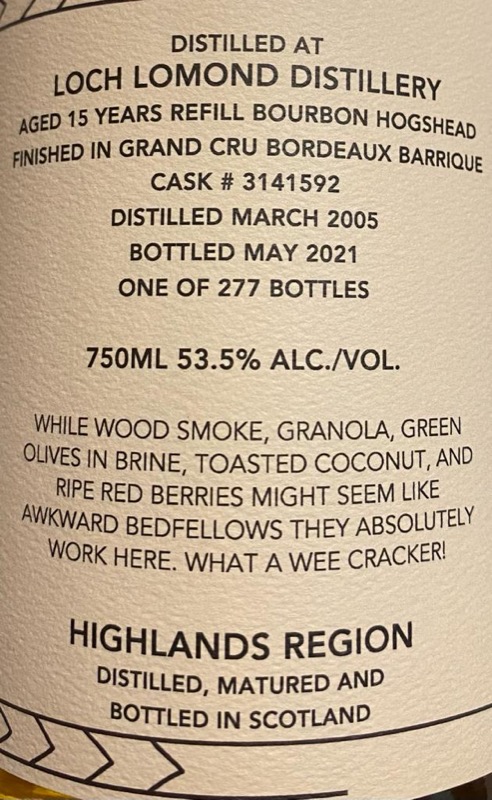 DISTILLED AT
LOCH LOMOND DISTILLERY
AGED 15 YEARS REFILL BOURBON HOGSHEAD
FINISHED IN GRAND CRU BORDEAUX BARRIQUE
CASK # 3141592
DISTILLED MARCH 2005
BOTTLED MAY 2021
ONE OF 277 BOTTLES
750ML 53.5% ALC./VOL.
WHILE WOOD SMOKE, GRANOLA, GREEN
OLIVES IN BRINE, TOASTED COCONUT, AND
RIPE RED BERRIES MIGHT SEEM LIKE
AWKWARD BEDFELLOWS THEY ABSOLUTELY
WORK HERE. WHAT A WEE CRACKER!
HIGHLANDS REGION
DISTILLED, MATURED AND
BOTTLED IN SCOTLAND